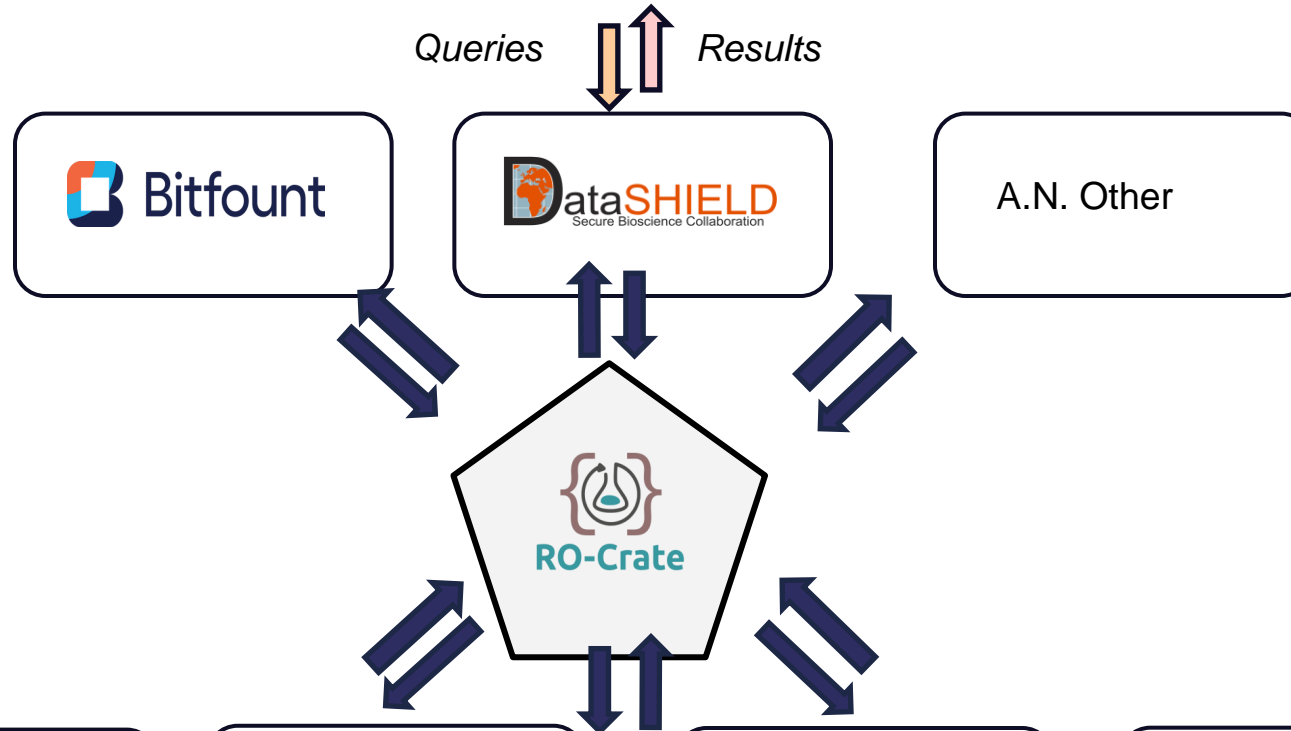 Queries
Results
Bitfount
DataSHIELD
Secure Bioscience Collaboration
A.N. Other
RO-Crate